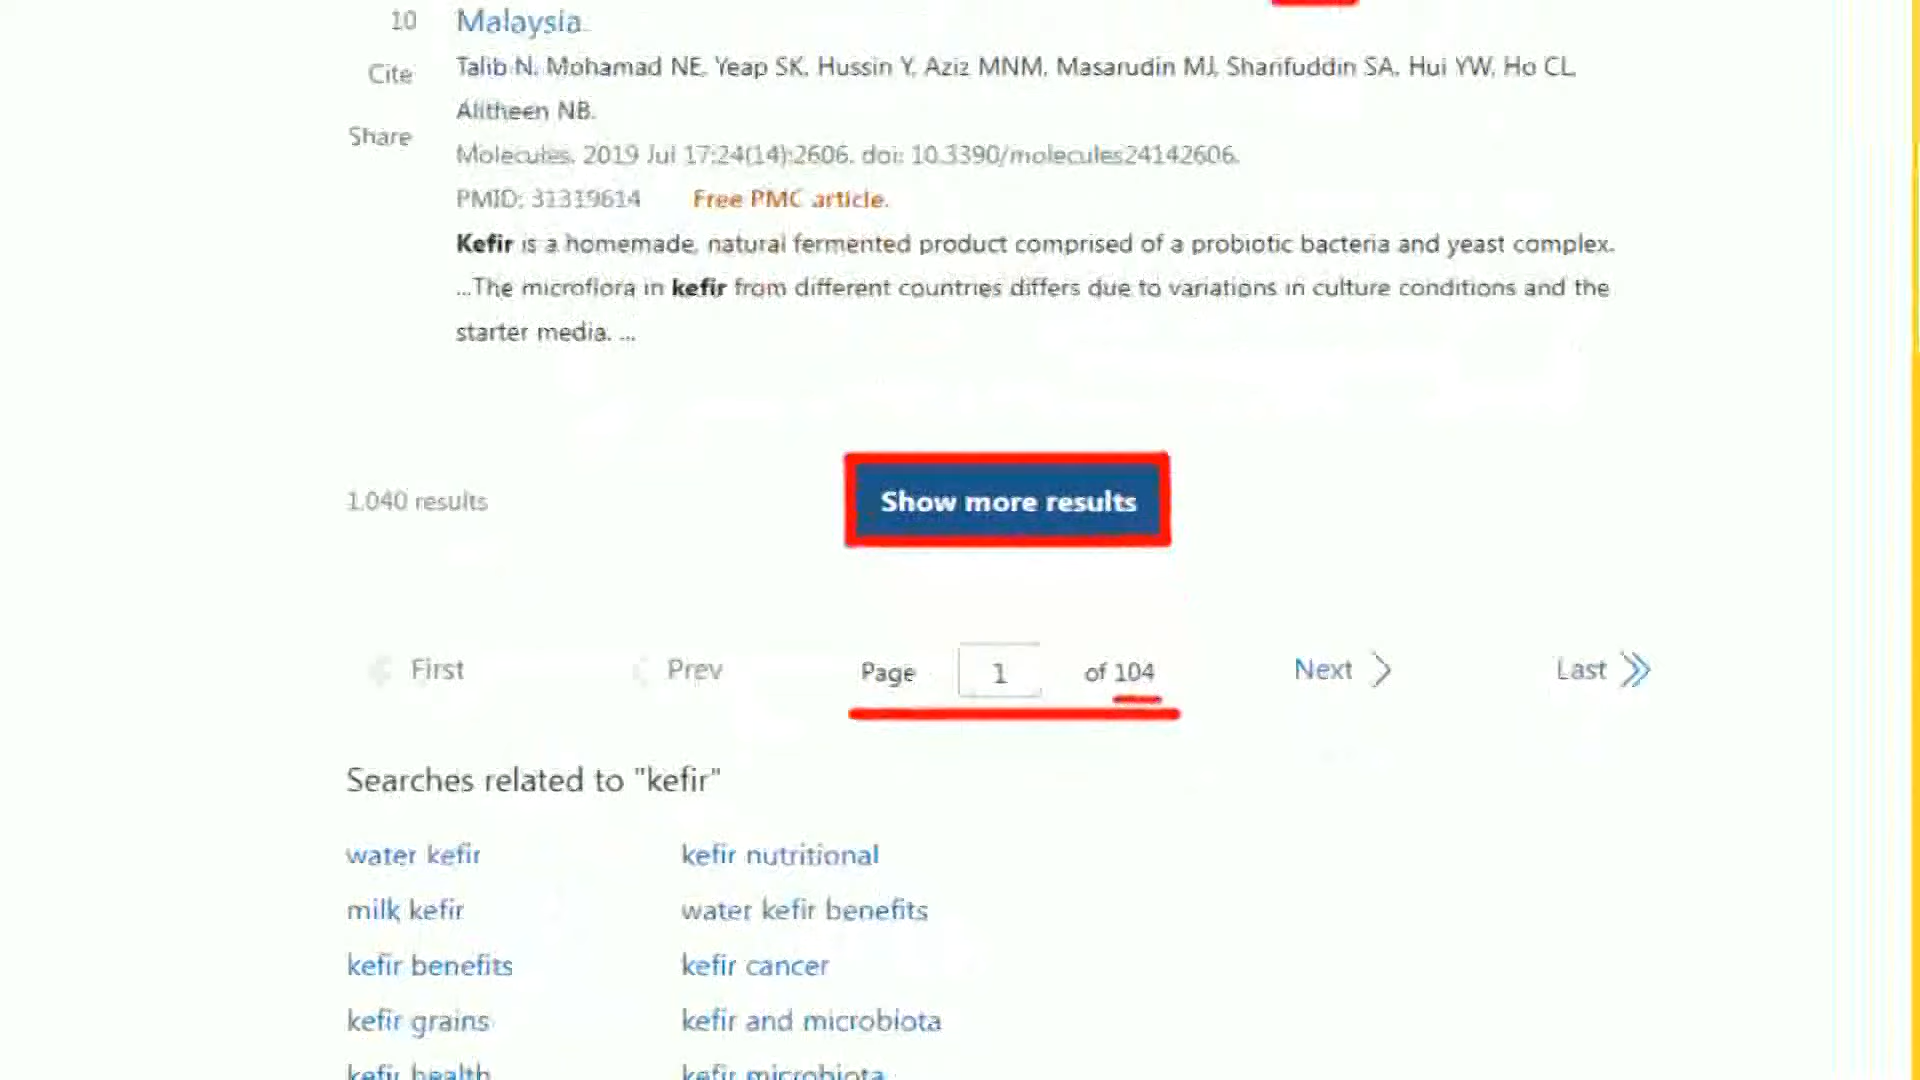 10 Malaysia.
Cite Talib N, Mohamad NE, Yeap SK, Hussin Y, Aziz MNM, Masarudin MJ, Sharifuddin SA, Hui YW, Ho CL,
Alitheen NB.
Share
Molecules. 2019 Jul 17;24(14):2606. doi: 10.3390/molecules24142606.
PMID: 31319614 Free PMC article.
Kefir is a homemade, natural fermented product comprised of a probiotic bacteria and yeast complex.
...The microflora in kefir from different countries differs due to variations in culture conditions and the
starter media. ...
1.040 results
Show more results
First Prev Page 1 of 104 Next Last
Searches related to "kefir"
water kefir kefir nutritional
milk kefir water kefir benefits
kefir benefits kefir cancer
kefir grains kefir and microbiota
kefir health kefir microbiota